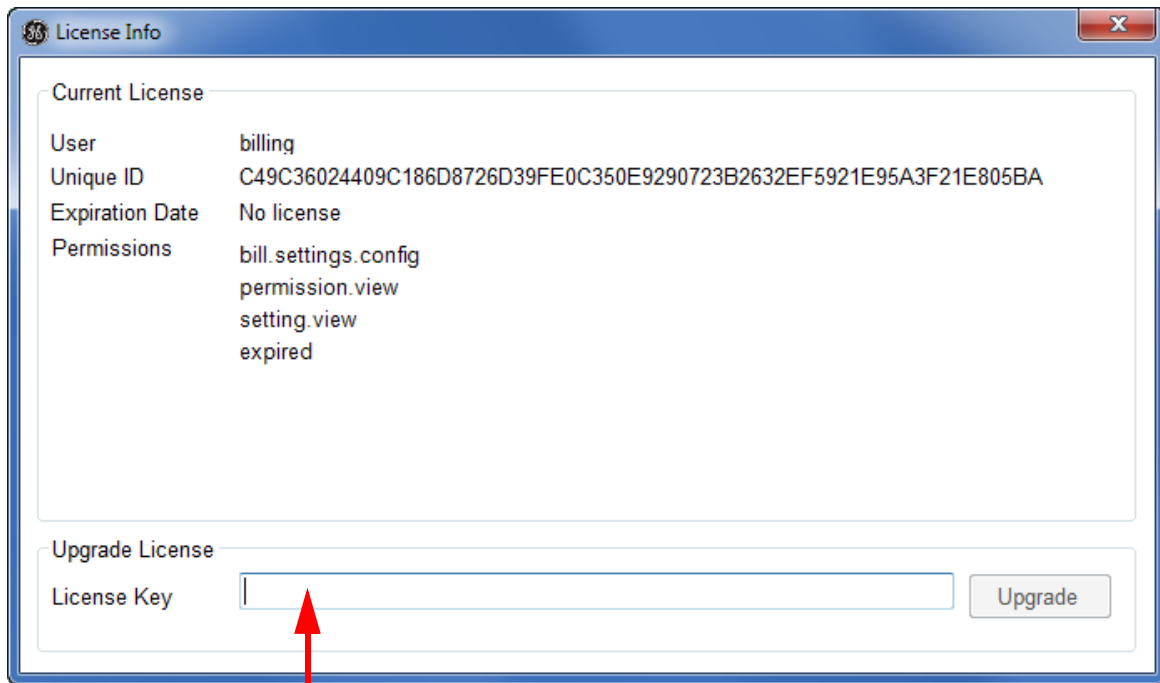 License Info
X
Current License
User billing
Unique ID C49C36024409C186D8726D39FE0C350E9290723B2632EF5921E95A3F21E805BA
Expiration Date No license
Permissions bill.settings.config
permission.view
setting.view
expired
Upgrade License
License Key
Upgrade